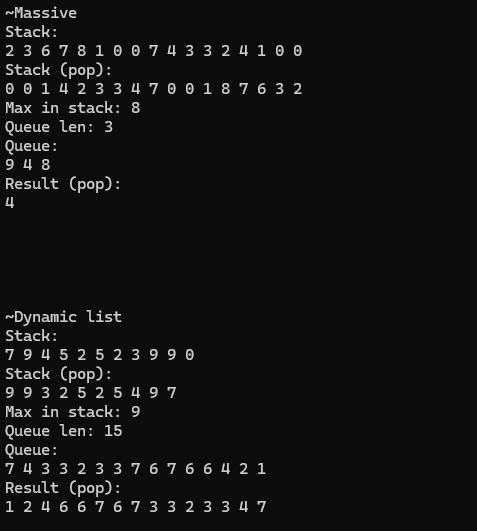 ~Massive
Stack:
2 3 6 7 8 1 0 0 7 4 3 3 2 4 1 0 0
Stack (pop):
0 0 1 4 2 3 3 4 7 0 0 1 8 7 6 3 2
Max in stack: 8
Queue len: 3
Queue:
9 4 8
Result (pop):
4
~Dynamic list
Stack:
7 9 4 5 2 5 2 3 9 9 0
Stack (pop):
9 9 3 2 5 2 5 4 9 7
Max in stack: 9
Queue len: 15
Queue:
7 4 3 3 2 3 3 7 6 7 6 6 4 2 1
Result (pop):
1 2 4 6 6 7 6 7 3 3 2 3 3 4 7